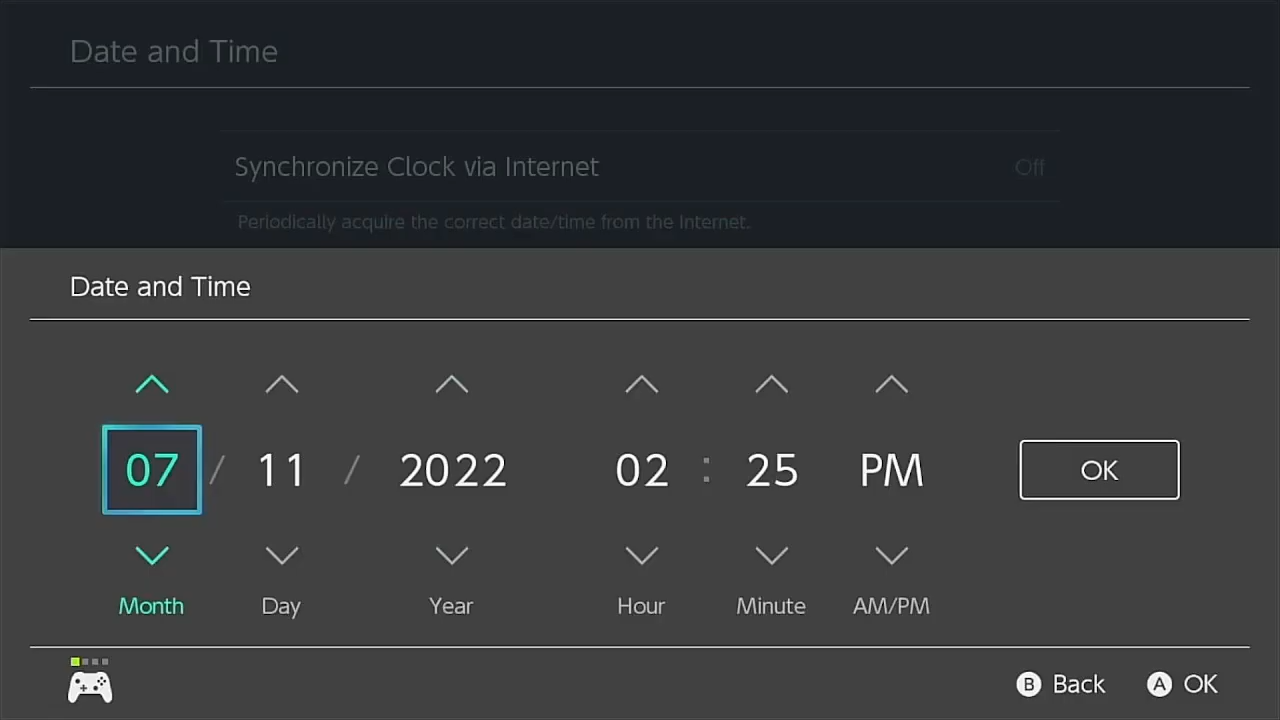 Date and Time
Synchronize Clock via Internet Off
Periodically acquire the correct date/time from the Internet.
Date and Time
07 / 11 / 2022 02 : 25 PM OK
Month Day Year Hour Minute AM/PM
B Back A OK